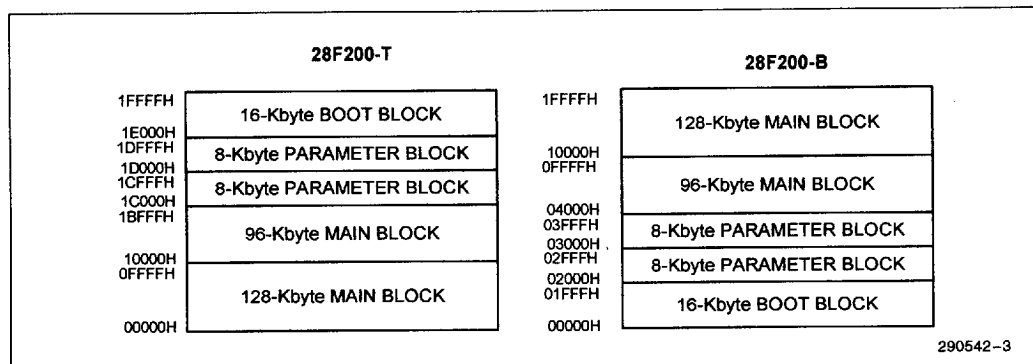 28F200-T
1FFFFH
16-Kbyte BOOT BLOCK
1E000H
1DFFFH
8-Kbyte PARAMETER BLOCK
1D000H
1CFFFH
8-Kbyte PARAMETER BLOCK
1C000H
1BFFFH
96-Kbyte MAIN BLOCK
10000H
0FFFFH
128-Kbyte MAIN BLOCK
00000H
28F200-B
1FFFFH
128-Kbyte MAIN BLOCK
10000H
0FFFFH
96-Kbyte MAIN BLOCK
04000H
03FFFH
8-Kbyte PARAMETER BLOCK
03000H
02FFFH
8-Kbyte PARAMETER BLOCK
02000H
01FFFH
16-Kbyte BOOT BLOCK
00000H
290542-3